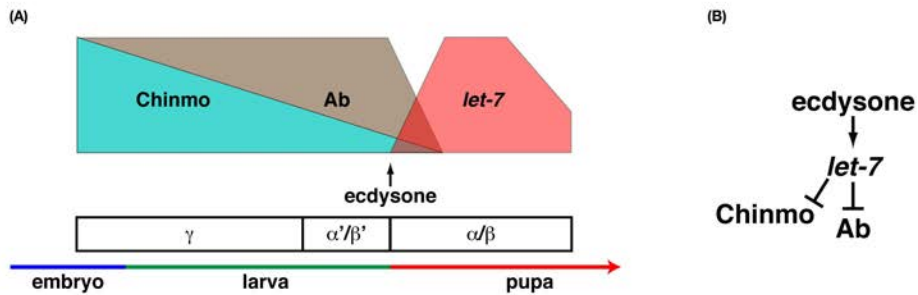 (A)
Chinmo
Ab
let-7
ecdysone
γ
α'/β'
α/β
embryo
larva
pupa
(B)
ecdysone
let-7
Chinmo
Ab